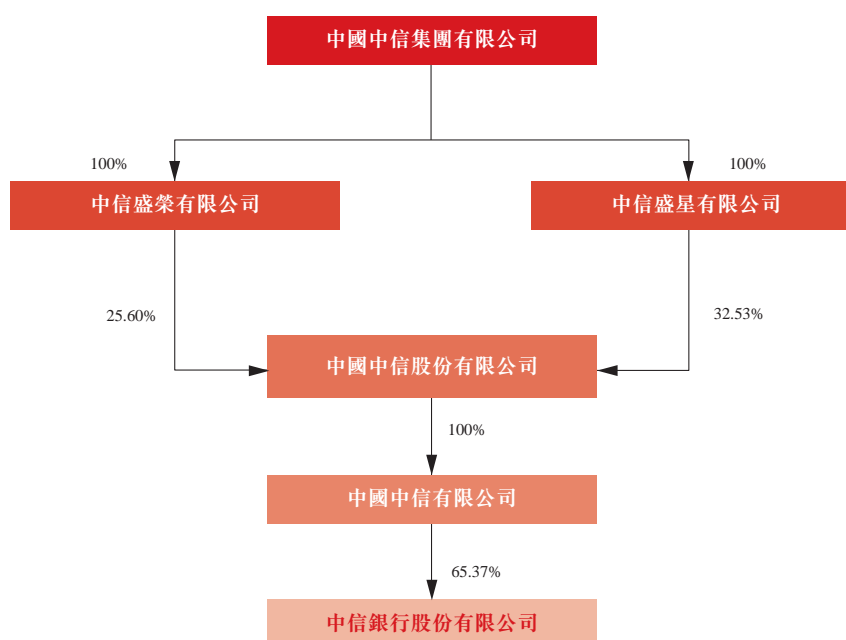 中國中信集團有限公司
100%
100%
中信盛榮有限公司
中信盛星有限公司
25.60%
32.53%
中國中信股份有限公司
100%
中國中信有限公司
65.37%
中信銀行股份有限公司